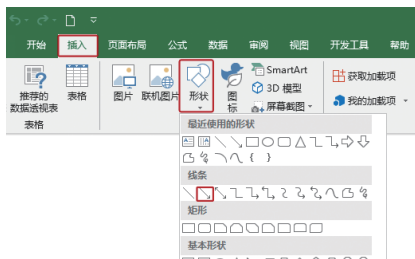 开始 插入 页面布局 公式 数据 审阅 视图 开发工具 帮助
推荐的数据透视表 表格 图片 联机图片 形状 图标 SmartArt 3D 模型 屏幕截图 获取加载项 我的加载项
表格
最近使用的形状
线条
矩形
基本形状